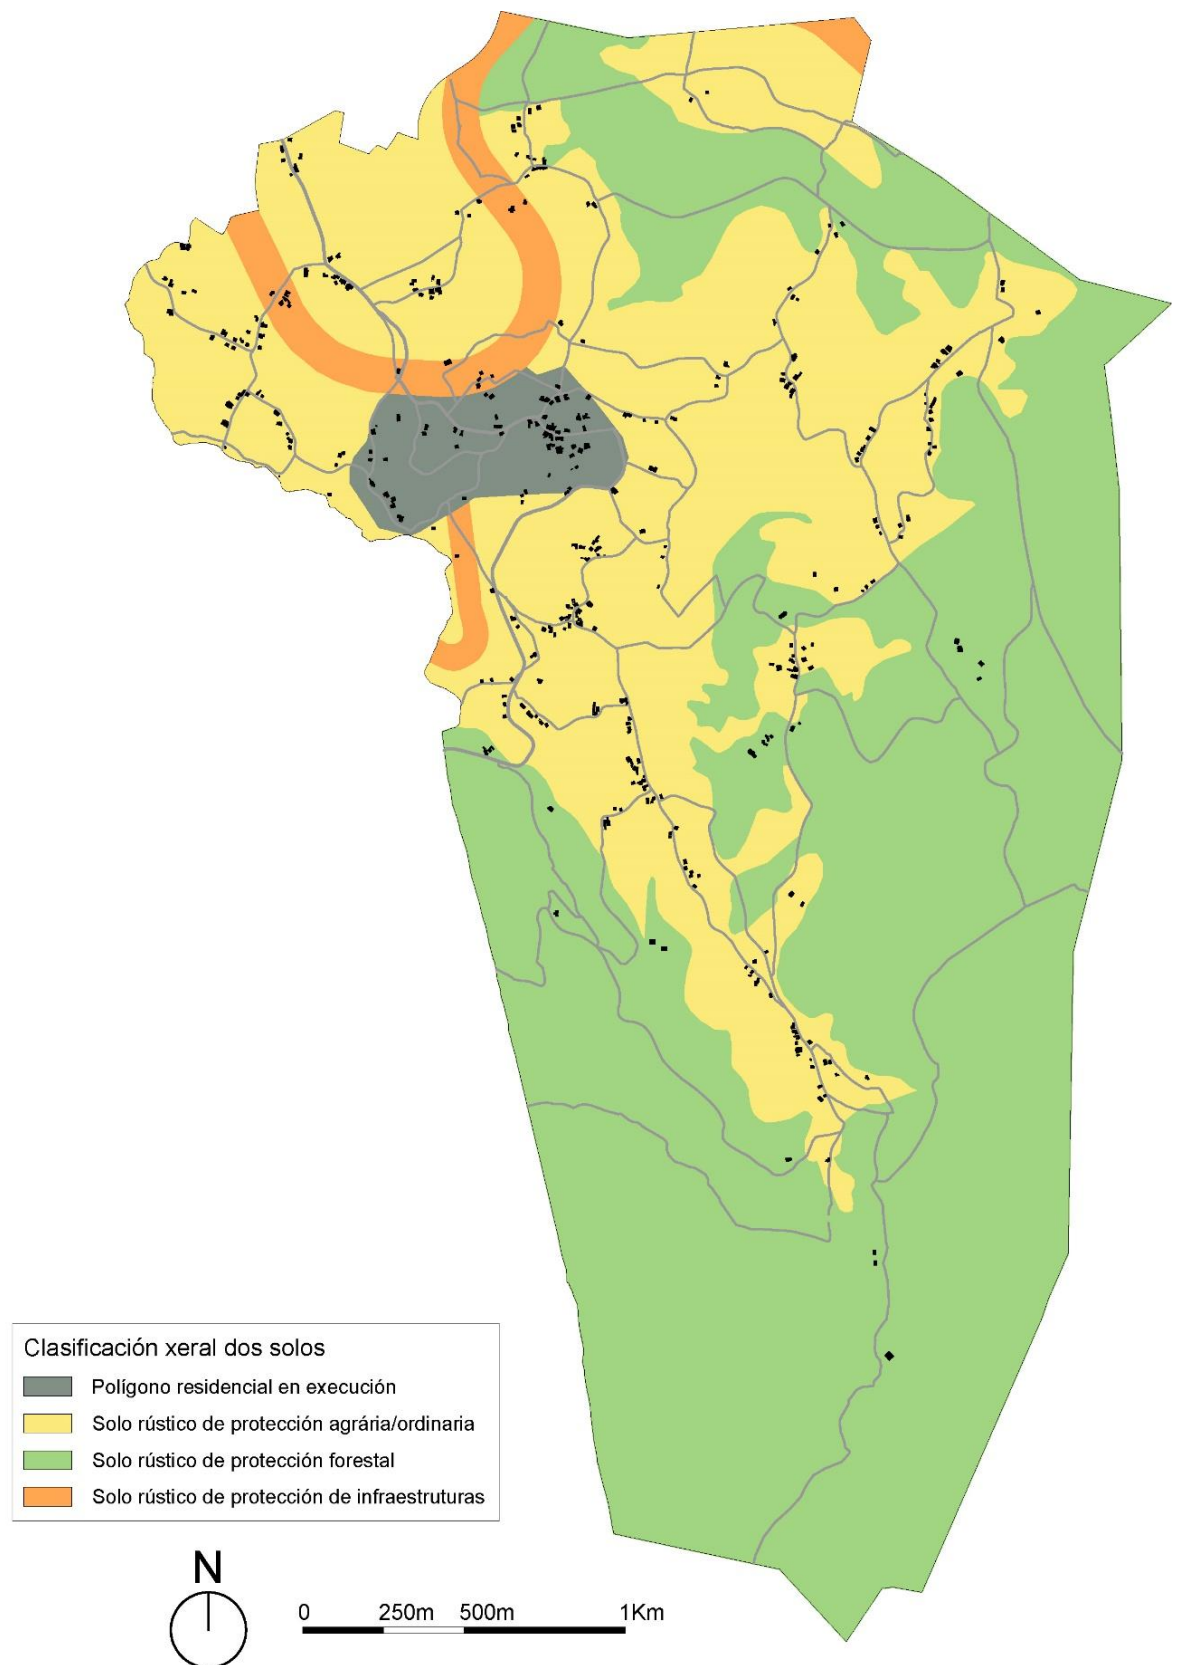 Clasificación xeral dos solos
Polígono residencial en execución
Solo rústico de protección agrária/ordinaria
Solo rústico de protección forestal
Solo rústico de protección de infraestruturas
N
0 250m 500m 1Km